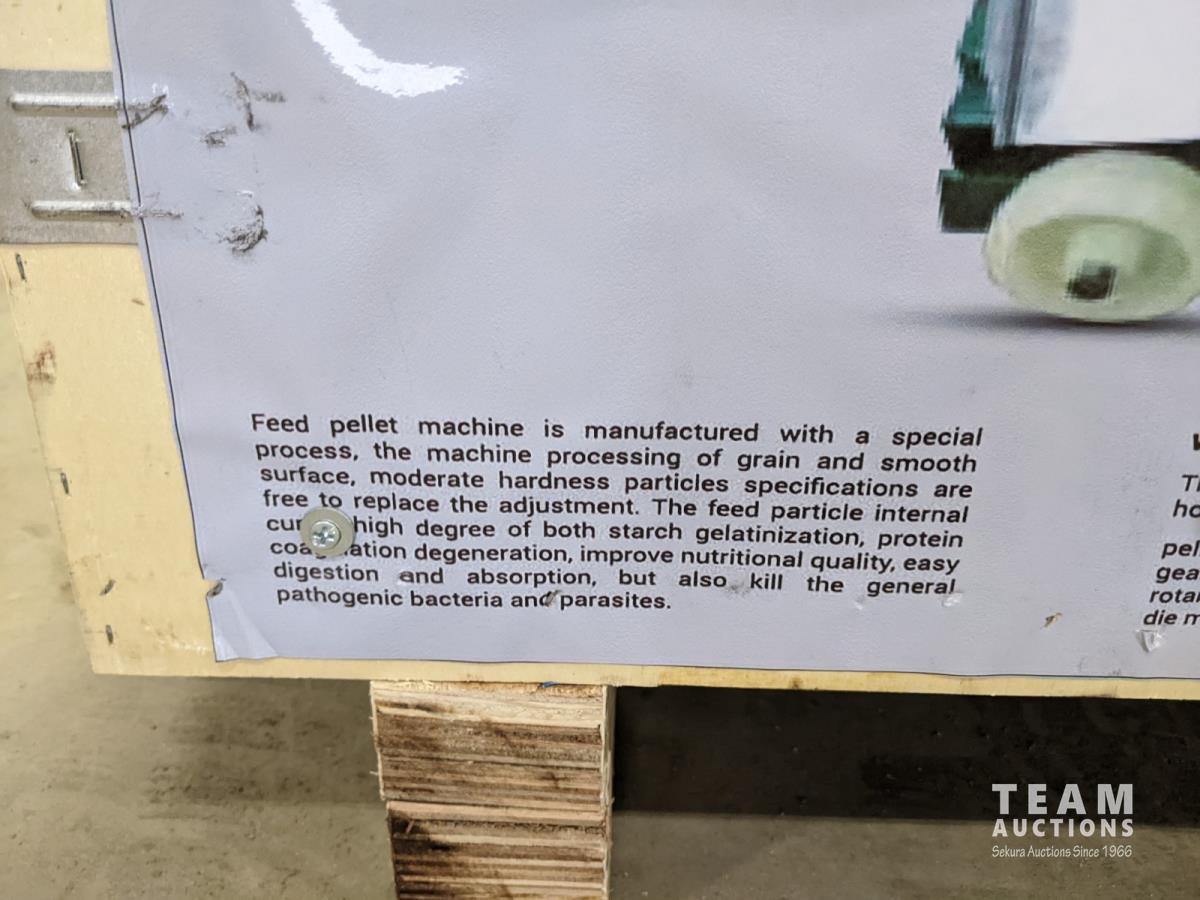 Feed pellet machine is manufactured with a special
process, the machine processing of grain and smooth
surface, moderate hardness particles specifications are
free to replace the adjustment. The feed particle internal
high degree of both starch gelatinization, protein
degeneration, improve nutritional quality, easy
digestion and absorption, but also kill the general
pathogenic bacteria and parasites.
die
TEAM
AUCTIONS
Sekura Auctions Since 1966